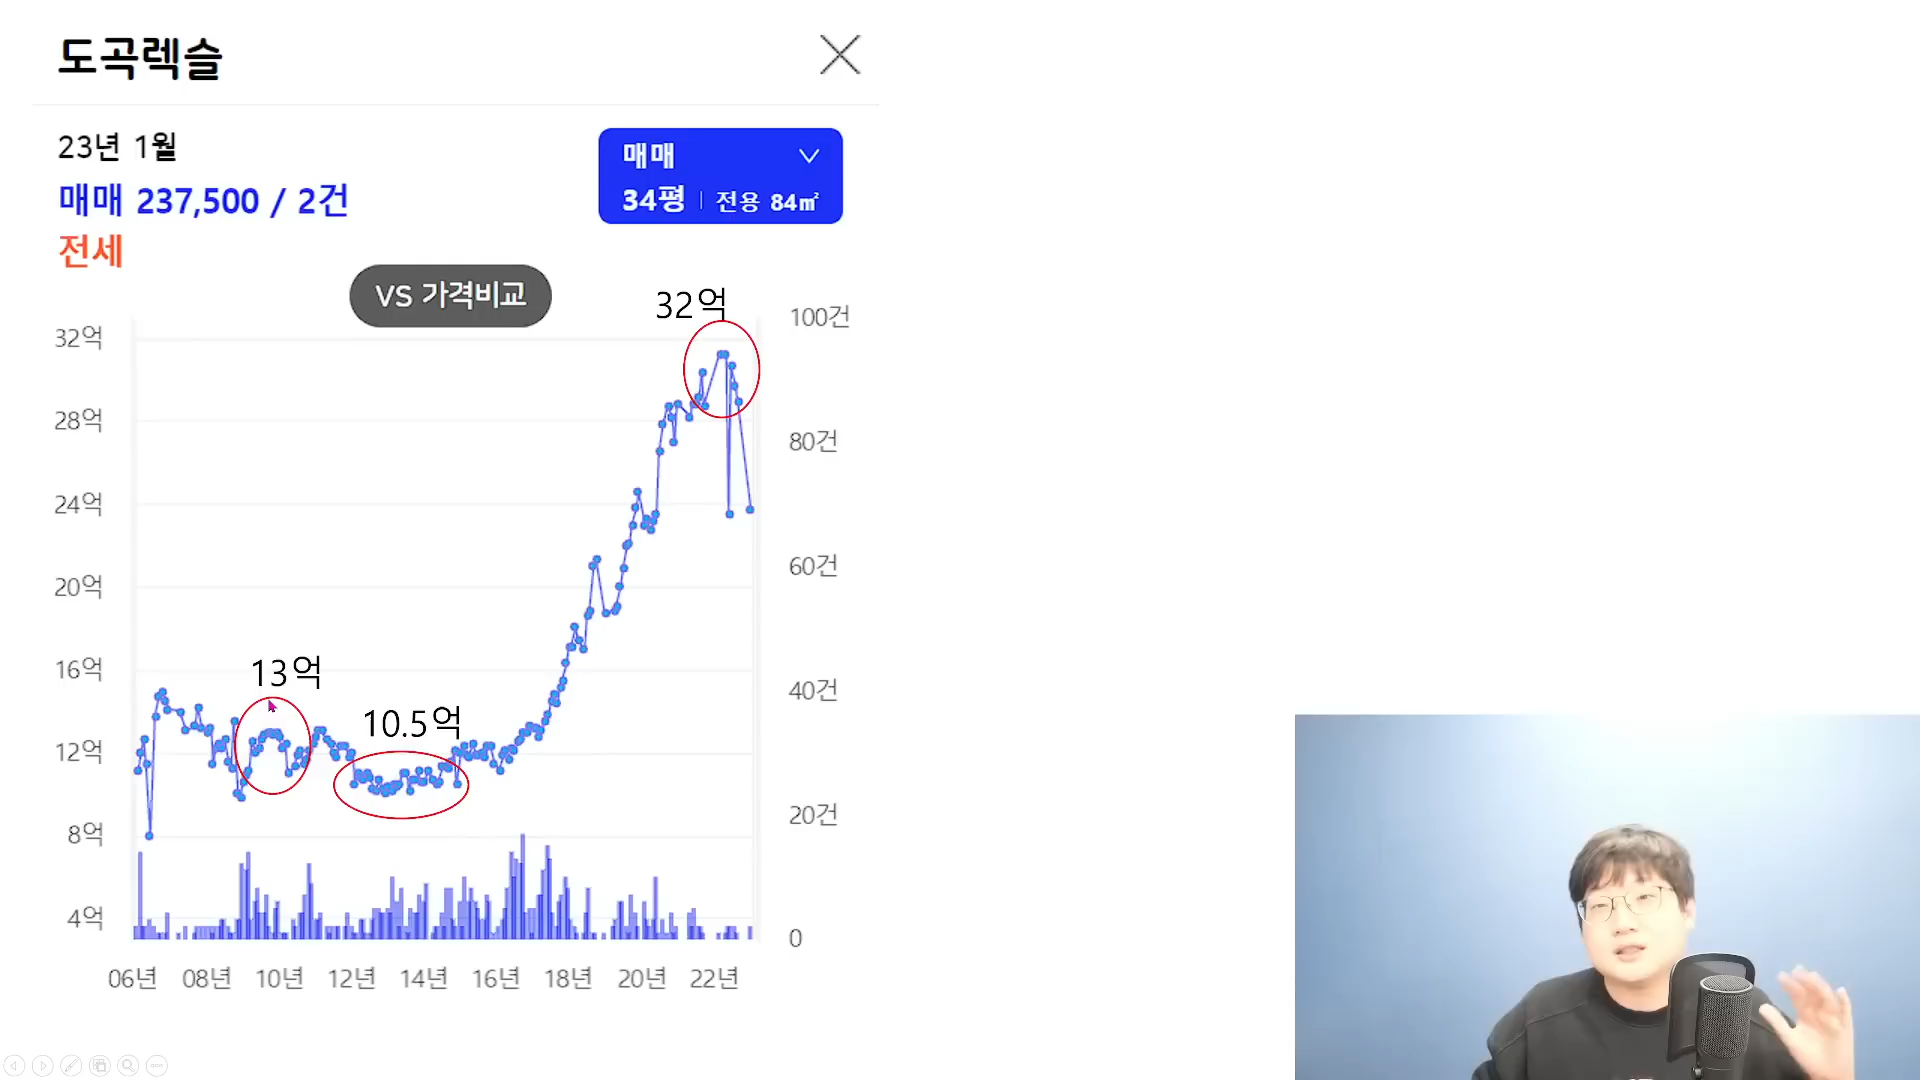 도곡렉슬
23년 1월
매매 237,500 / 2건
전세
매매
34평 전용 84㎡
VS 가격비교
32억
13억
10.5억
32억
28억
24억
20억
16억
12억
8억
4억
100건
80건
60건
40건
20건
0
06년 08년 10년 12년 14년 16년 18년 20년 22년